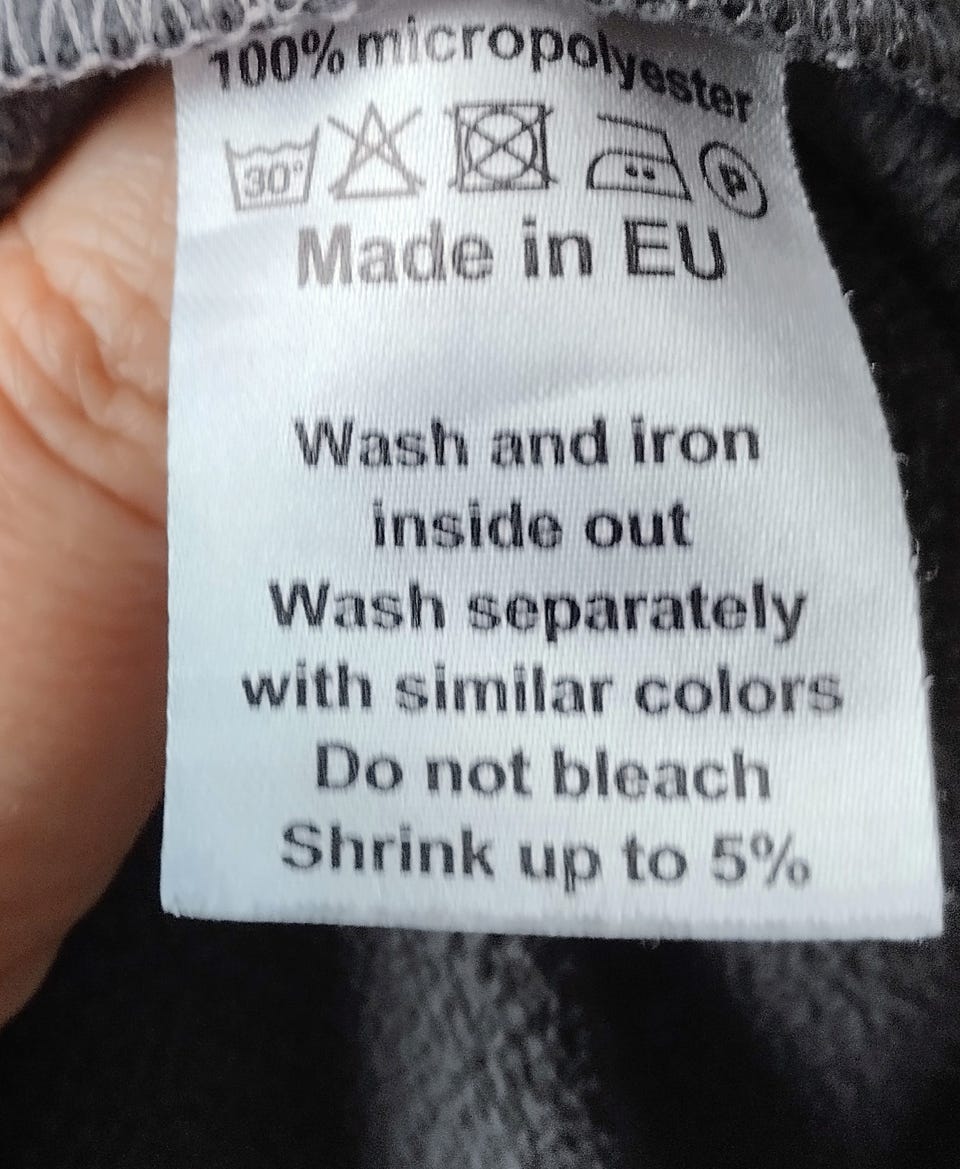 100% micropolyester
30° P
Made in EU
Wash and iron
inside out
Wash separately
with similar colors
Do not bleach
Shrink up to 5%